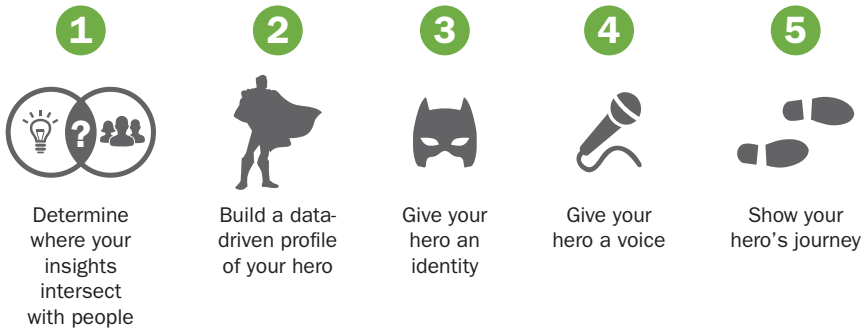 1
2
3
4
5
?
Determine
where your
insights
intersect
with people
Build a data-
driven profile
of your hero
Give your
hero an
identity
Give your
hero a voice
Show your
hero's journey